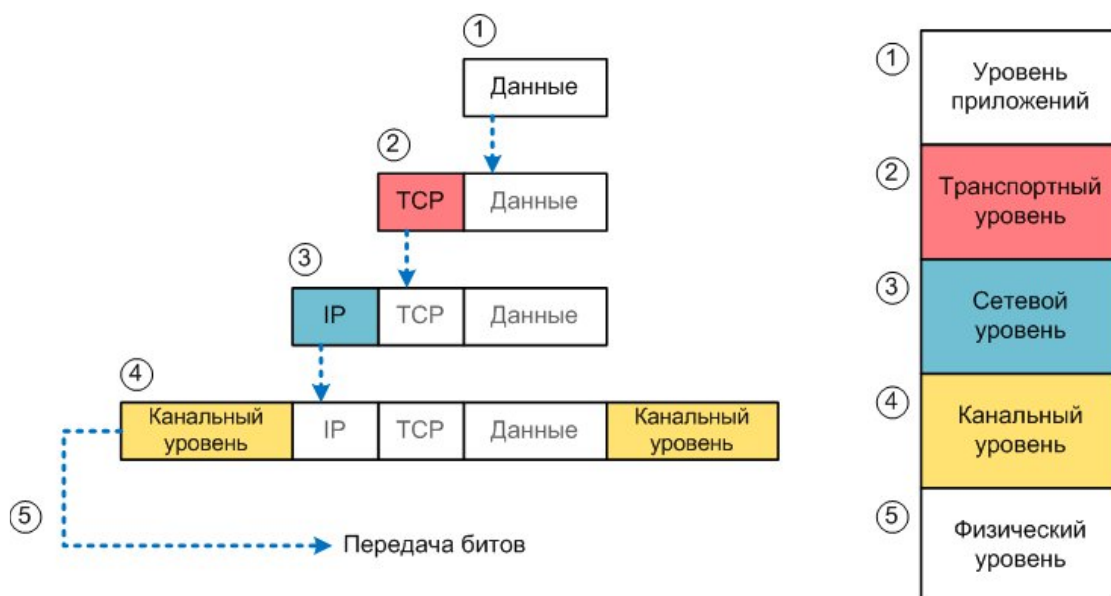 1
Данные
2
TCP Данные
3
IP TCP Данные
4
Канальный уровень IP TCP Данные Канальный уровень
5
Передача битов
1
Уровень
приложений
2
Транспортный
уровень
3
Сетевой
уровень
4
Канальный
уровень
5
Физический
уровень